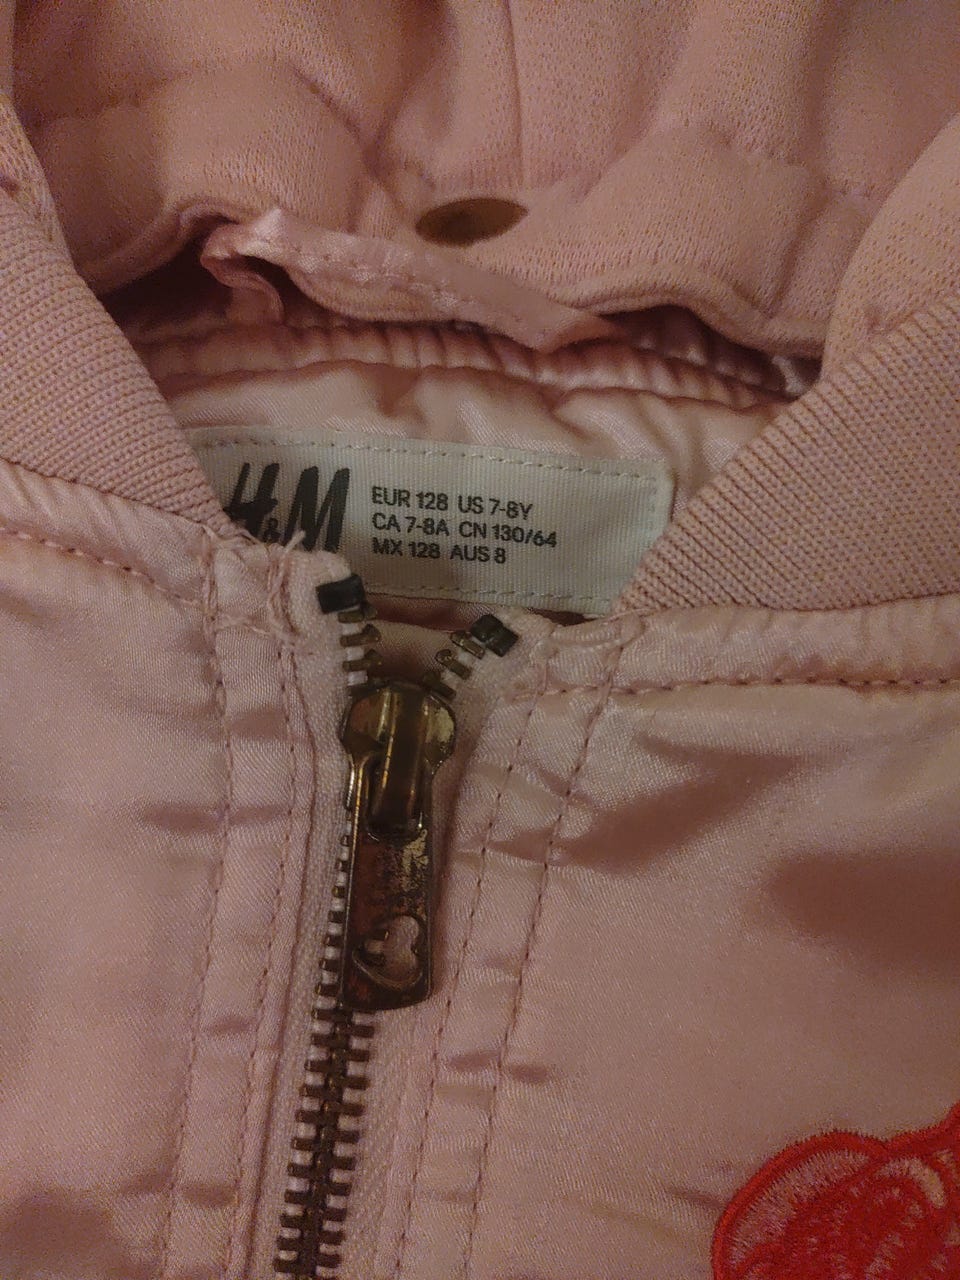 H&M
EUR 128 US 7-8Y
CA 7-8A CN 130/64
MX 128 AUS 8